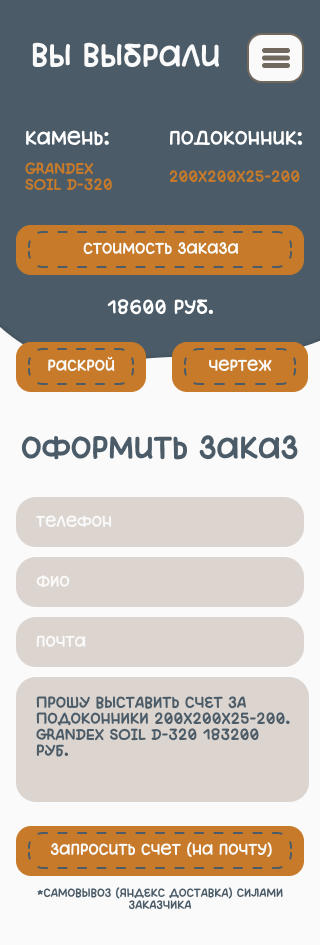 Вы выбрали
камень:
подоконник:
GRANDEX
SOIL D-320
200X200X25-200
стоимость заказа
18600 РУБ.
раскрой
чертеж
Оформить заказ
телефон
фио
почта
ПРОШУ ВЫСТАВИТЬ СЧЕТ ЗА
ПОДОКОННИКИ 200X200X25-200.
GRANDEX SOIL D-320 183200
РУБ.
запросить счет (на почту)
*САМОВЫВОЗ (ЯНДЕКС ДОСТАВКА) СИЛАМИ
ЗАКАЗЧИКА